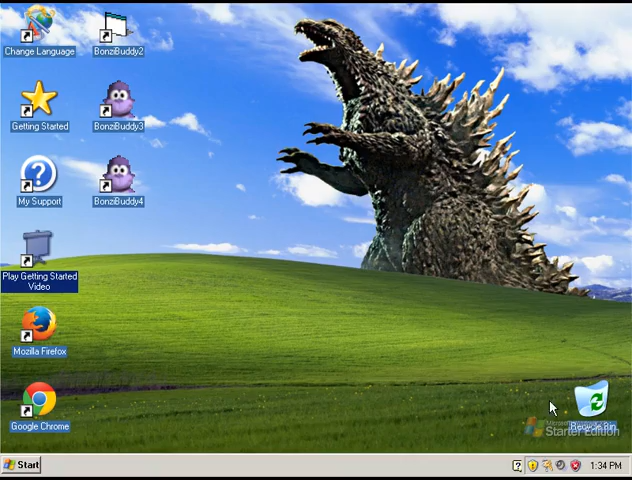 Change Language
BonziBuddy2
Getting Started
BonziBuddy3
My Support
BonziBuddy4
Play Getting Started
Video
Mozilla Firefox
Google Chrome
Recycle Bin
Microsoft
Starter Edition
Start
1:34 PM